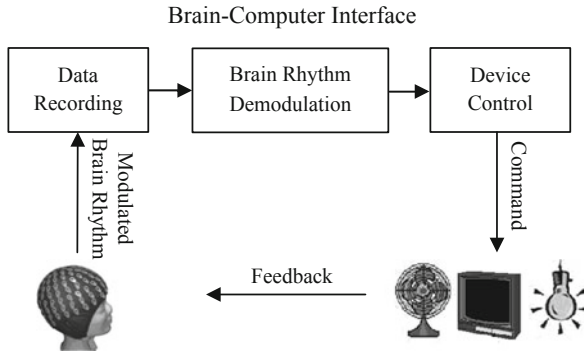 Brain-Computer Interface
Data
Recording
Brain Rhythm
Demodulation
Device
Control
Modulated
Brain Rhythm
Command
Feedback